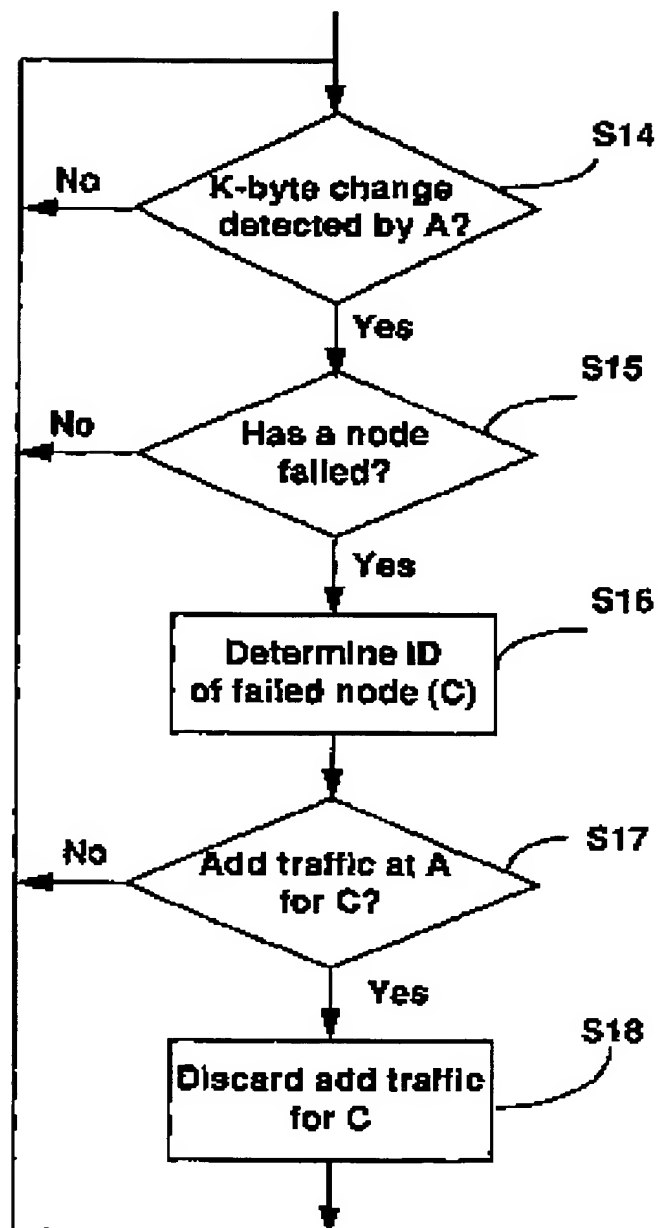 S14
No
K-byte change
detected by A?
Yes
S15
No
Has a node
failed?
Yes
S16
Determine ID
of failed node (C)
S17
No
Add traffic at A
for C?
Yes
S18
Discard add traffic
for C